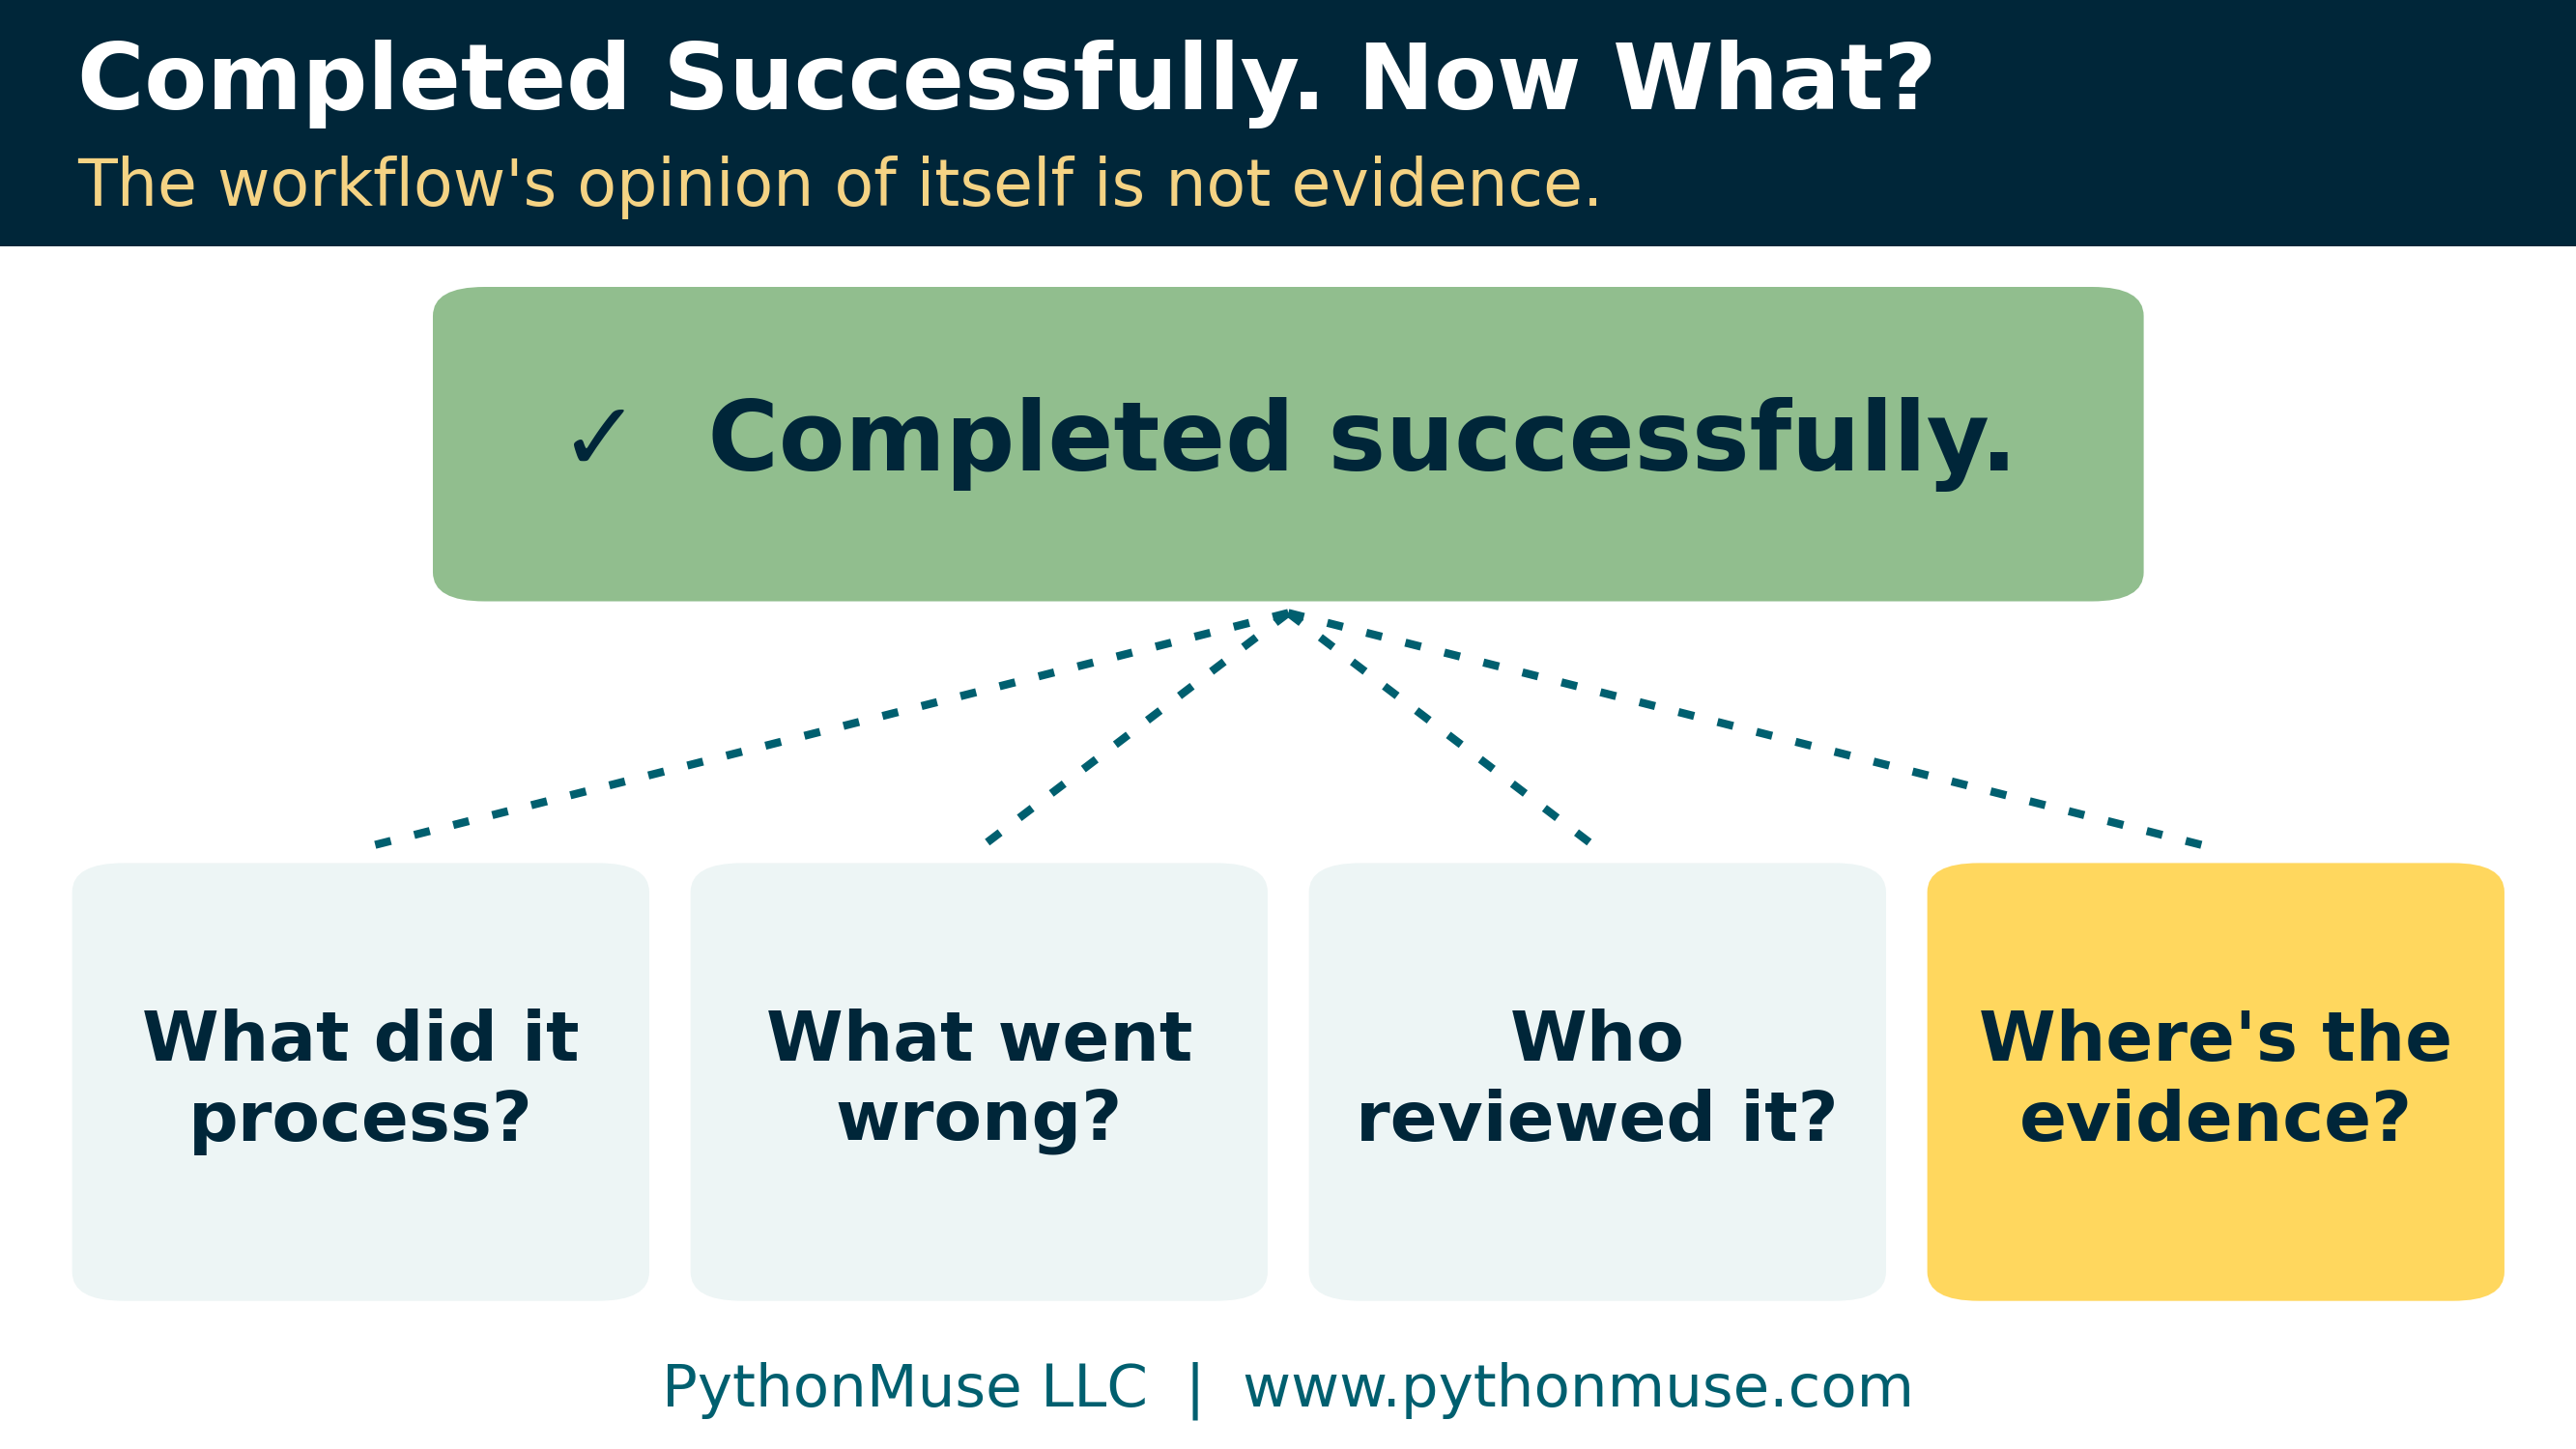 Completed Successfully. Now What?
The workflow's opinion of itself is not evidence.
✓ Completed successfully.
What did it
process?
What went
wrong?
Who
reviewed it?
Where's the
evidence?
PythonMuse LLC | www.pythonmuse.com